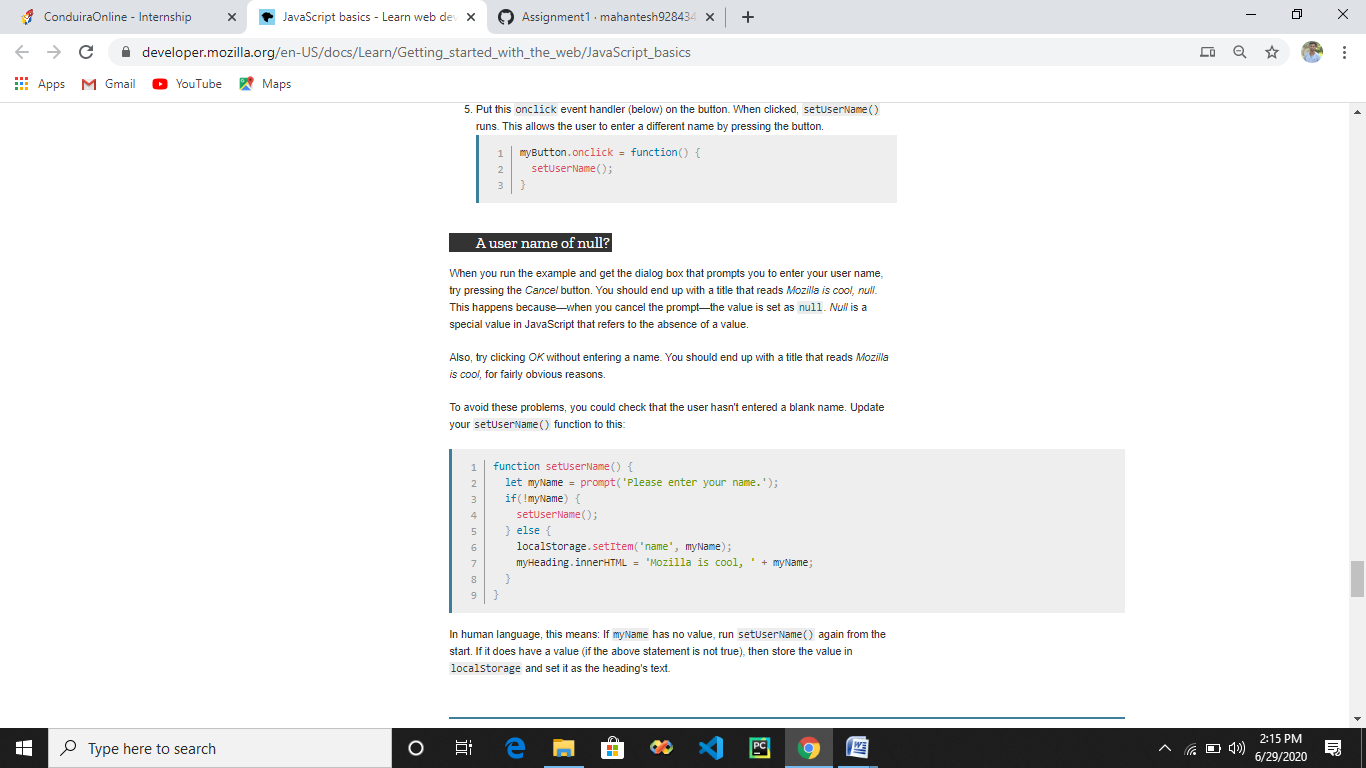 ConduiraOnline - Internship
JavaScript basics - Learn web dev
Assignment1 · mahantesh928434
developer.mozilla.org/en-US/docs/Learn/Getting_started_with_the_web/JavaScript_basics
Apps Gmail YouTube Maps
5. Put this onclick event handler (below) on the button. When clicked, setUserName()
runs. This allows the user to enter a different name by pressing the button.
1 myButton.onclick = function() {
2 setUserName();
3 }
A user name of null?
When you run the example and get the dialog box that prompts you to enter your user name,
try pressing the Cancel button. You should end up with a title that reads Mozilla is cool, null.
This happens because—when you cancel the prompt—the value is set as null. Null is a
special value in JavaScript that refers to the absence of a value.
Also, try clicking OK without entering a name. You should end up with a title that reads Mozilla
is cool, for fairly obvious reasons.
To avoid these problems, you could check that the user hasn't entered a blank name. Update
your setUserName() function to this:
1 function setUserName() {
2 let myName = prompt('Please enter your name.');
3 if(!myName) {
4 setUserName();
5 } else {
6 localStorage.setItem('name', myName);
7 myHeading.innerHTML = 'Mozilla is cool, ' + myName;
8 }
9 }
In human language, this means: If myName has no value, run setUserName() again from the
start. If it does have a value (if the above statement is not true), then store the value in
localStorage and set it as the heading's text.
Type here to search
PC
2:15 PM
6/29/2020